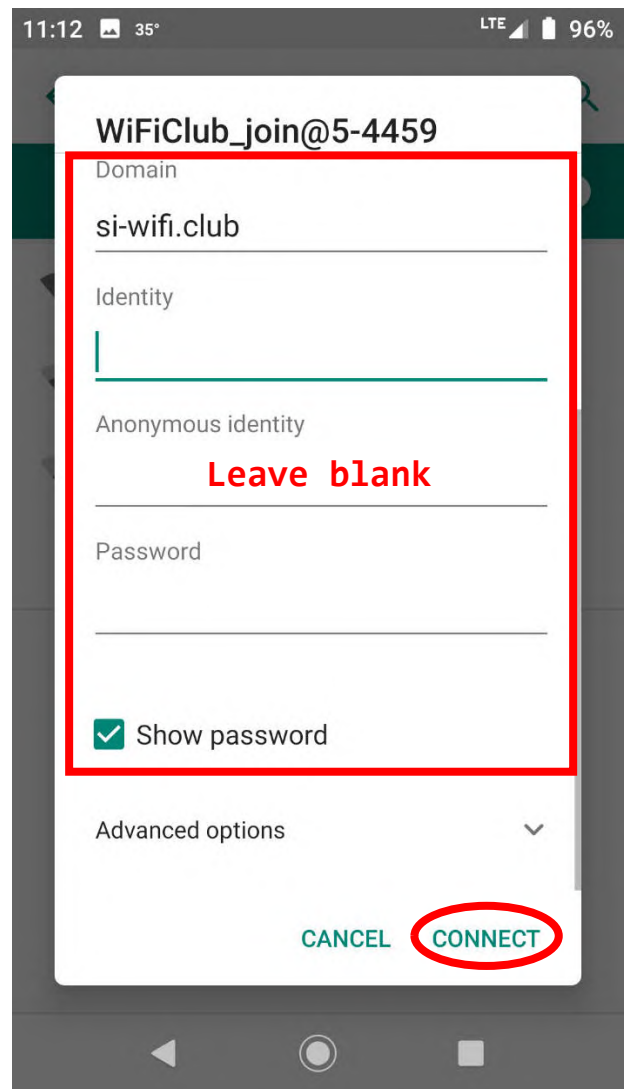 11:12 35° LTE 96%
WiFiClub_join@5-4459
Domain
si-wifi.club
Identity
Anonymous identity
Leave blank
Password
Show password
Advanced options
CANCEL CONNECT